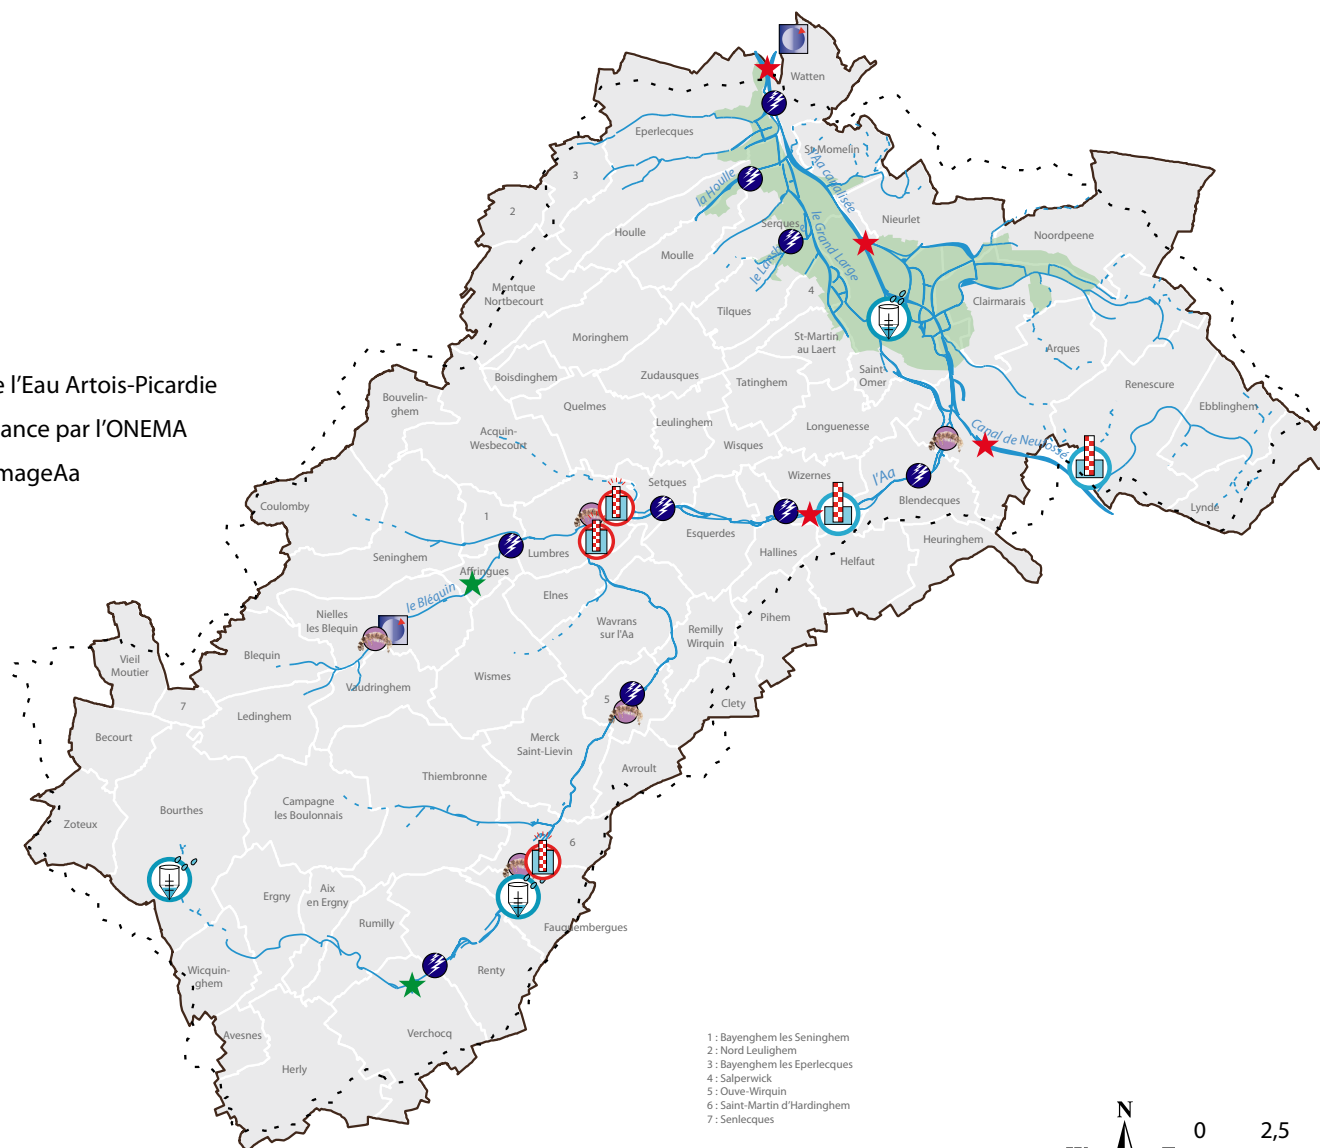 Watten
Eperlecques
St-Momelin
l'Aa canalisée
3
la Houlle
2
Nieurlet
Serques
Houlle
le Grand Large
Noordpeene
Moulle
Mentque
Nortbecourt
4
Clairmarais
Tilques
Moringhem
St-Martin
au Laert
Arques
Boisdinghem
Zudausques
Tatinghem
Saint
Omer
Renescure
e l'Eau Artois-Picardie
Bouvelin-
ghem
Quelmes
Ebblinghem
ance par l'ONEMA
Leulinghem
Longuenesse
Acquin-
Wesbecourt
Wisques
Canal de Neufossé
mageAa
Wizernes
l'Aa
Setques
Blendecques
Coulomby
1
Lynde
Esquerdes
Heuringhem
Seninghem
Lumbres
Hallines
Helfaut
Affringues
le Bléquin
Elnes
Nielles
les Blequin
Wavrans
sur l'Aa
Pihem
Remilly
Wirquin
Blequin
Vieil
Moutier
Wismes
Vaudringhem
7
5
Clety
Ledinghem
Becourt
Merck
Saint-Lievin
Avroult
Thiembronne
Campagne
les Boulonnais
Bourthes
Zoteux
6
Ergny
Aix
en Ergny
Rumilly
Fauquembergues
Wicquin-
ghem
Renty
Avesnes
Verchocq
Herly
1 : Bayenghem les Seninghem
2 : Nord Leulighem
3 : Bayenghem les Eperlecques
4 : Salperwick
5 : Ouve-Wirquin
6 : Saint-Martin d'Hardinghem
7 : Senlecques
N
0 2,5